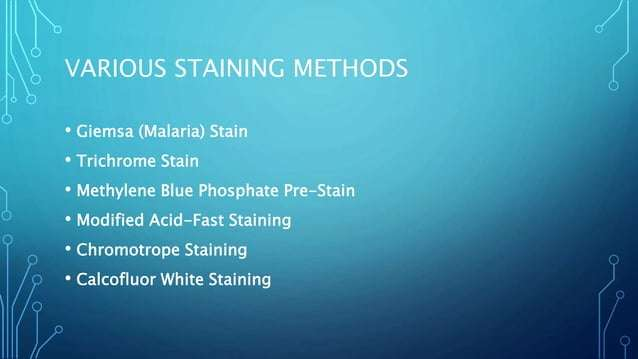 VARIOUS STAINING METHODS
• Giemsa (Malaria) Stain
• Trichrome Stain
• Methylene Blue Phosphate Pre-Stain
• Modified Acid-Fast Staining
• Chromotrope Staining
• Calcofluor White Staining